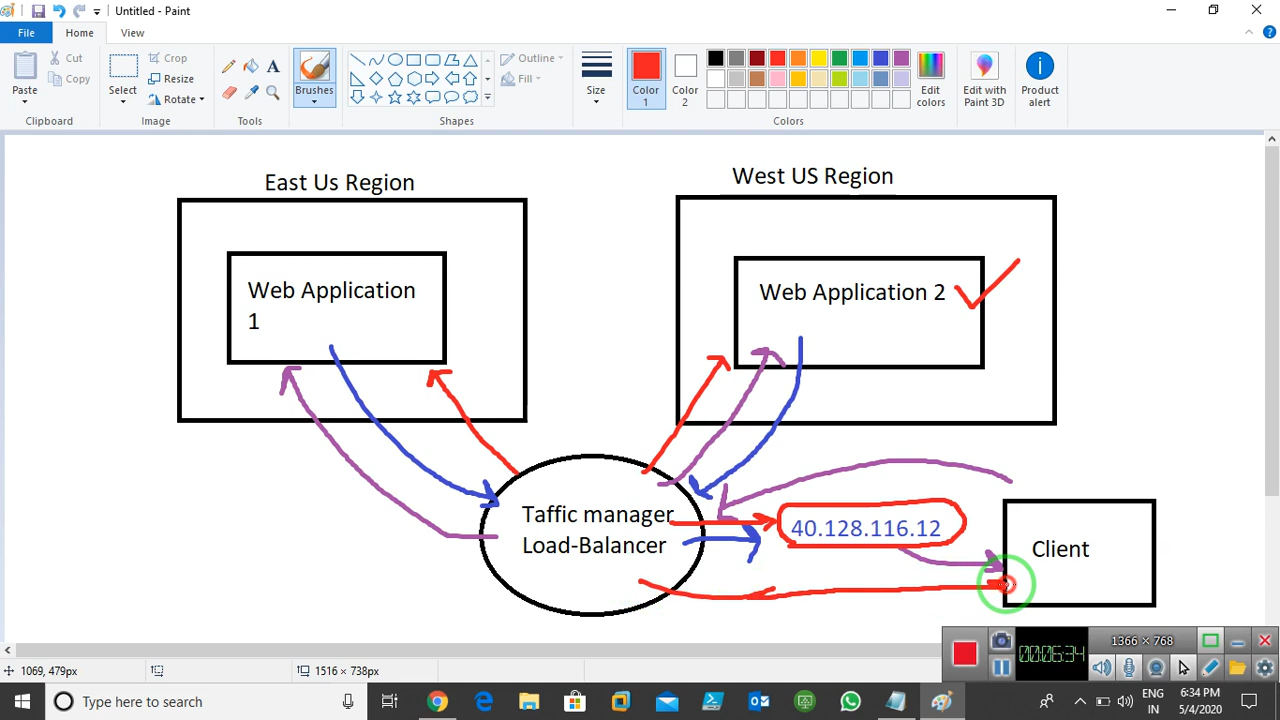 Untitled - Paint
File
Home
View
Paste
Cut
Copy
Clipboard
Select
Crop
Resize
Rotate
Image
A
Tools
Brushes
Shapes
Outline
Fill
Size
Color
1
Color
2
Colors
Edit
colors
Edit with
Paint 3D
Product
alert
East Us Region
West US Region
Web Application
1
Web Application 2
Taffic manager
Load-Balancer
40.128.116.12
Client
1069, 479px
1516 × 738px
1366 × 768
00:06:34
Type here to search
ENG
IN
6:34 PM
5/4/2020